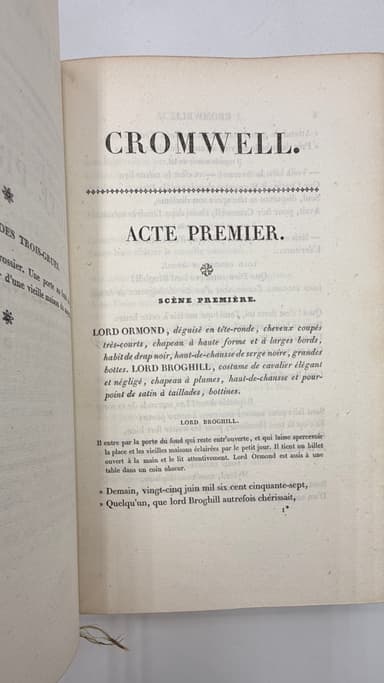 DES TROIS-GRUES
CROMWELL.
ACTE PREMIER.
SCÈNE PREMIÈRE.
LORD ORMOND, déguisé en tête-ronde, cheveux coupés
très-courts, chapeau à haute forme et à larges bords,
habit de drap noir, haut-de-chausse de serge noire, grandes
bottes. LORD BROGHILL, costume de cavalier élégant
et négligé, chapeau à plumes, haut-de-chausse et pour-
point de satin à taillades, bottines.
LORD BROGHILL.
Il entre par la porte du fond qui reste entr'ouverte, et qui laisse apercevoir
la place et les vieilles maisons éclairées par le petit jour. Il tient un billet
ouvert à la main et le lit attentivement. Lord Ormond est assis à une
table dans un coin obscur.
« Demain, vingt-cinq juin mil six cent cinquante-sept,
« Quelqu'un, que lord Broghill autrefois chérissait,
1*